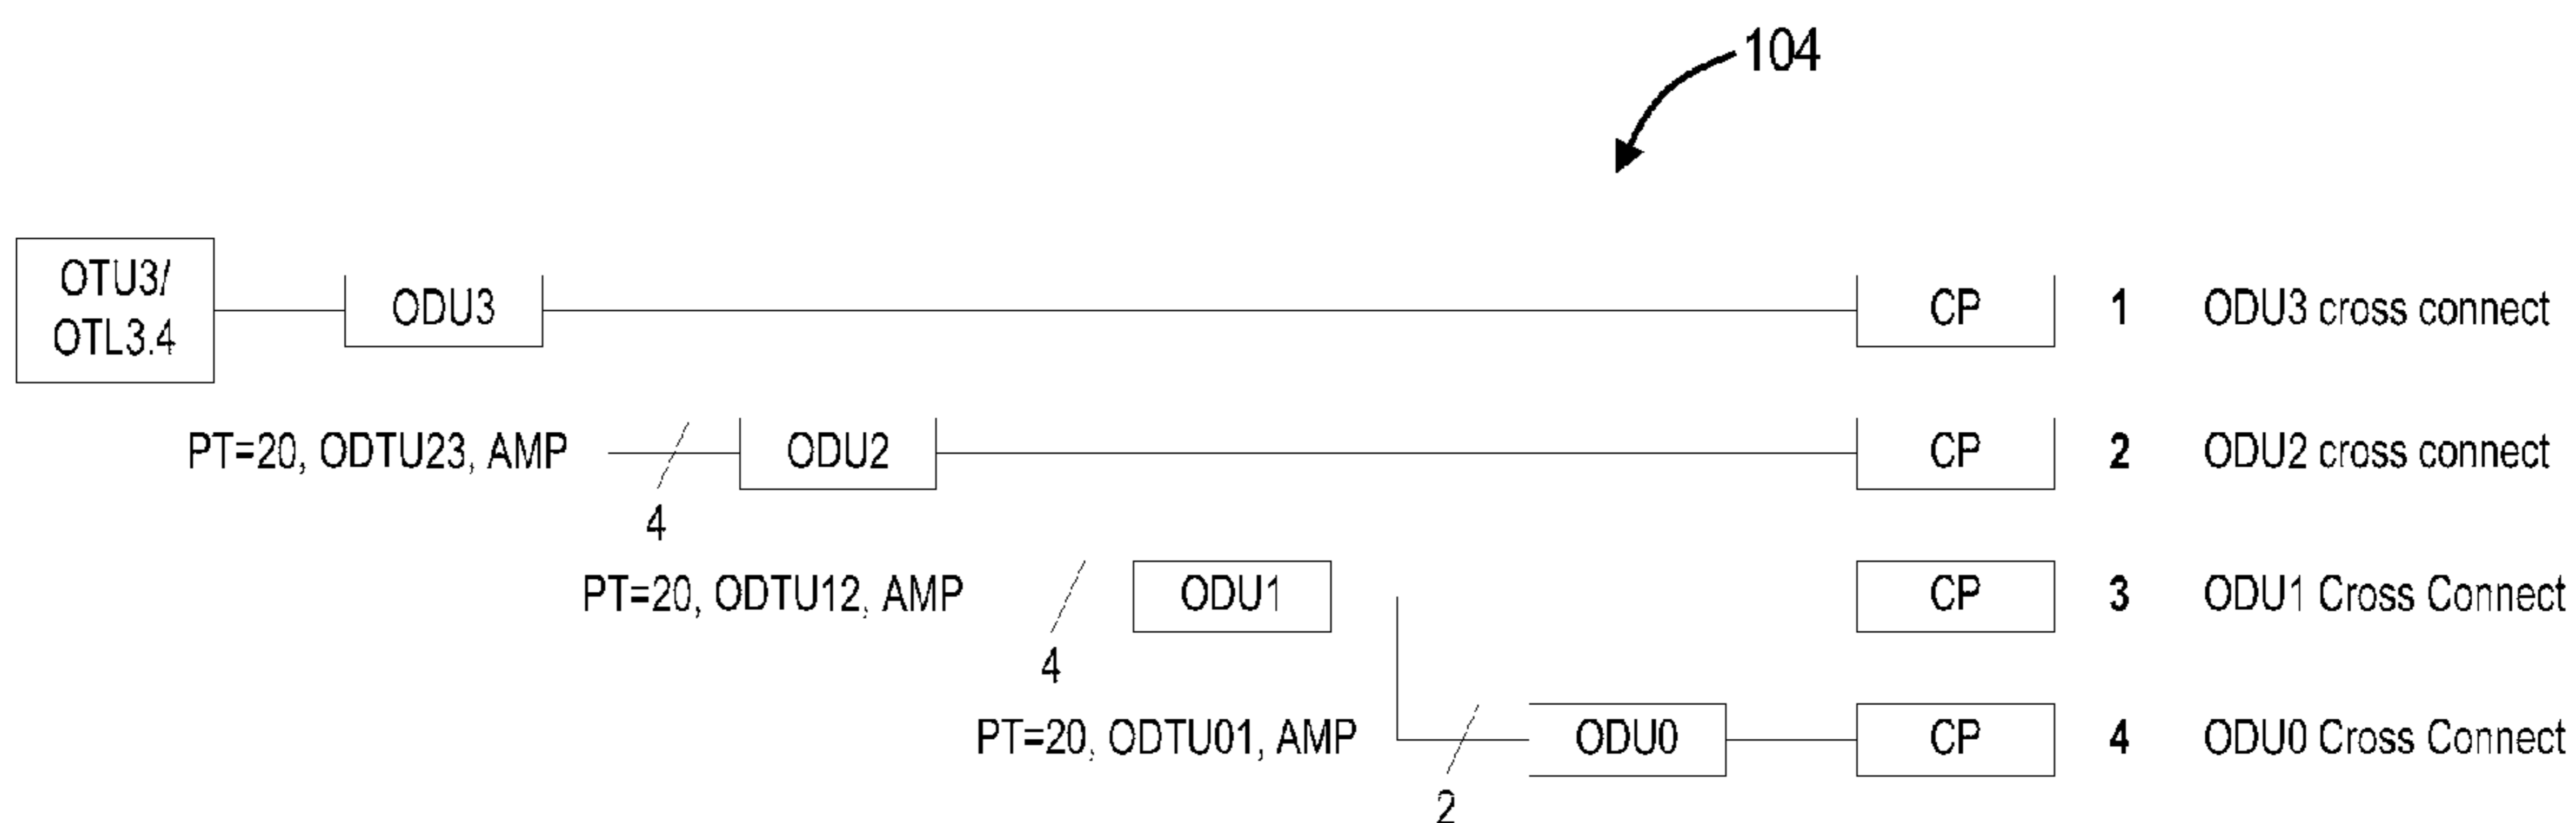 104
OTU3/
OTL3.4
ODU3
CP
1
ODU3 cross connect
PT=20, ODTU23, AMP
4
ODU2
CP
2
ODU2 cross connect
PT=20, ODTU12, AMP
4
ODU1
CP
3
ODU1 Cross Connect
PT=20, ODTU01, AMP
2
ODU0
CP
4
ODU0 Cross Connect